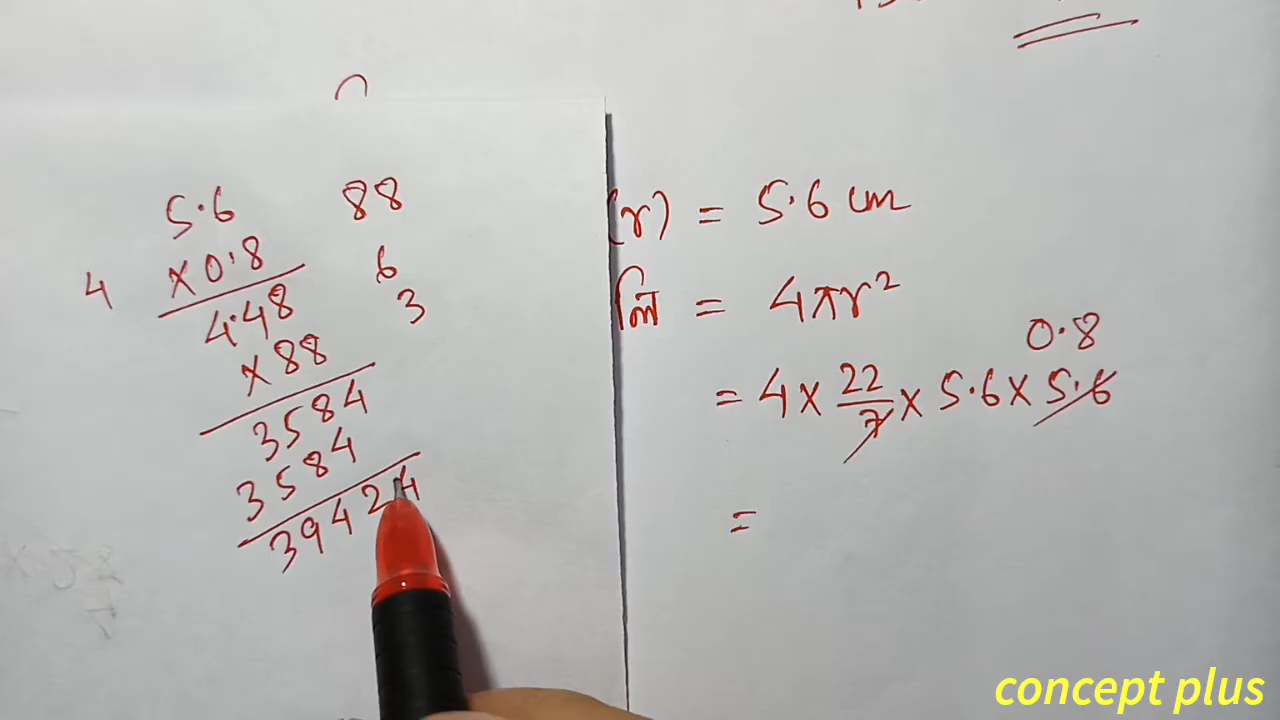 5.6 88
×0.8 6
4 3
4.48
×88
3584
3584
39424
(r) = 5.6 cm
= 4πr²
0.8
= 4 × 22/7 × 5.6 × 5.6
=
concept plus